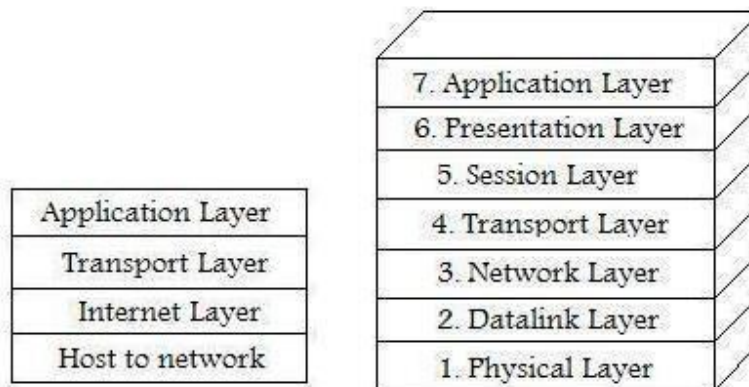 Application Layer
Transport Layer
Internet Layer
Host to network
7. Application Layer
6. Presentation Layer
5. Session Layer
4. Transport Layer
3. Network Layer
2. Datalink Layer
1. Physical Layer